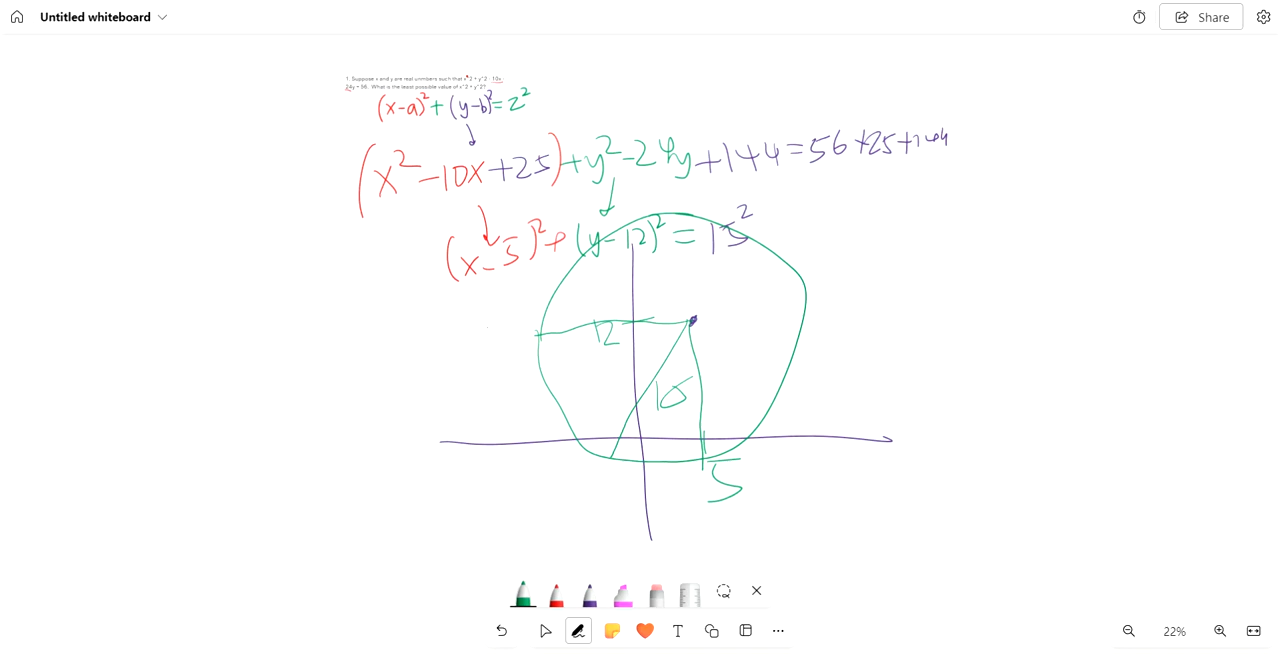 Untitled whiteboard
Share
1. Suppose x and y are real unmbers such that x^2 + y^2 - 10x -
24y = 56. What is the least possible value of x^2 + y^2?
(x-a)²+(y-b)²=z²
(x²-10x+25)+y²-24y+144=56+25+144
(x-5)²+(y-12)²=15²
12
15
5
22%